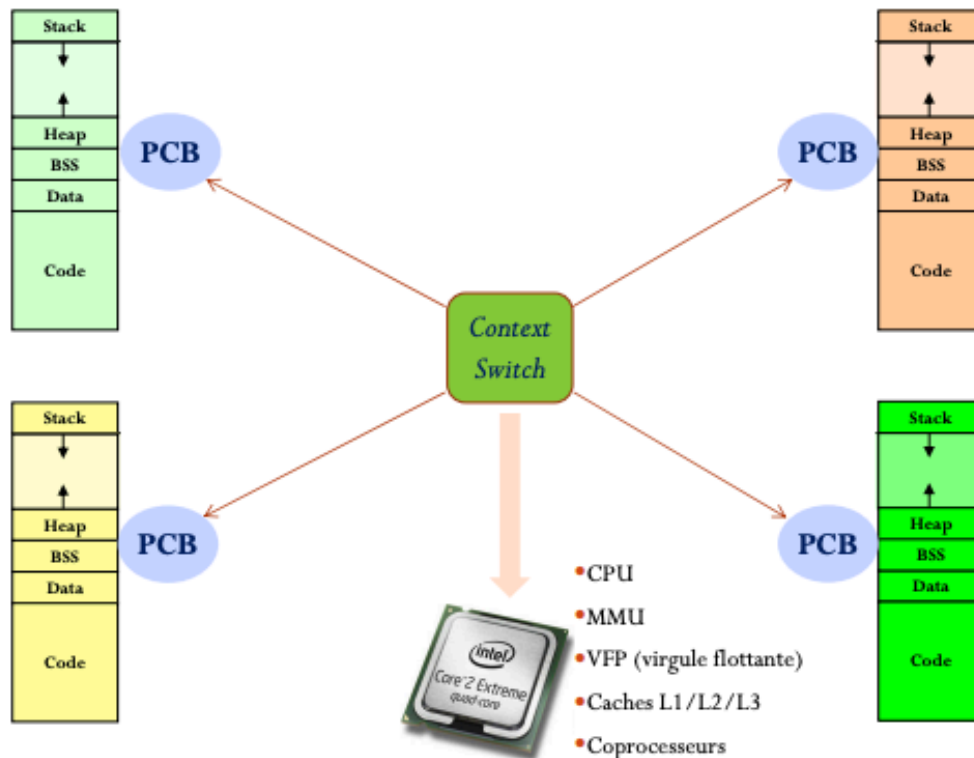 Stack
Heap
BSS
Data
Code
PCB
Stack
Heap
BSS
Data
Code
PCB
Context
Switch
Stack
Heap
BSS
Data
Code
PCB
Stack
Heap
BSS
Data
Code
PCB
•CPU
•MMU
•VFP (virgule flottante)
•Caches L1/L2/L3
•Coprocesseurs
intel
Core™2 Extreme
quad-core